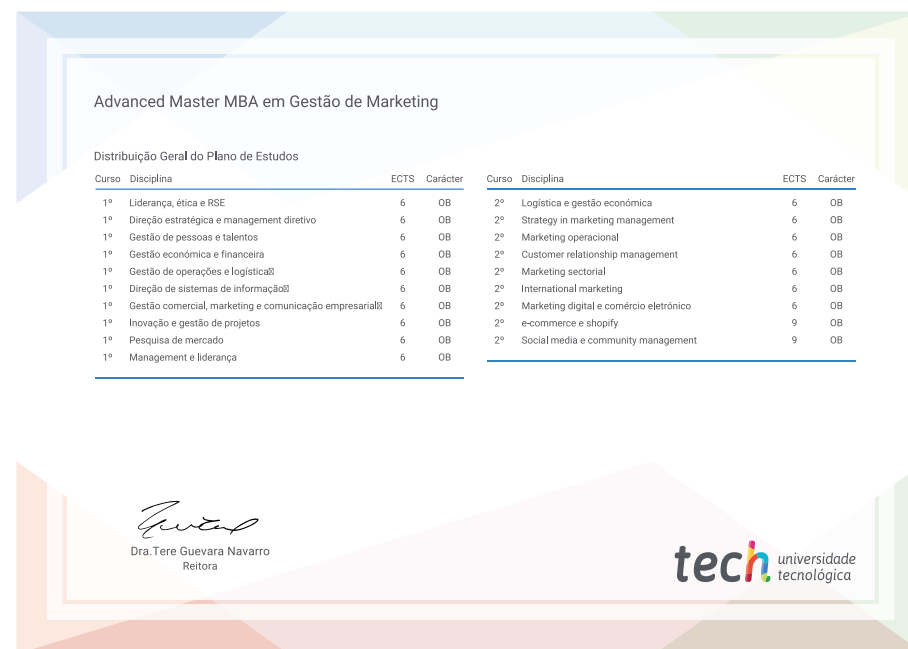 Advanced Master MBA em Gestão de Marketing
Distribuição Geral do Plano de Estudos
Curso Disciplina ECTS Carácter
1º Liderança, ética e RSE 6 OB
1º Direção estratégica e management diretivo 6 OB
1º Gestão de pessoas e talentos 6 OB
1º Gestão económica e financeira 6 OB
1º Gestão de operações e logística 6 OB
1º Direção de sistemas de informação 6 OB
1º Gestão comercial, marketing e comunicação empresarial 6 OB
1º Inovação e gestão de projetos 6 OB
1º Pesquisa de mercado 6 OB
1º Management e liderança 6 OB
Curso Disciplina ECTS Carácter
2º Logística e gestão económica 6 OB
2º Strategy in marketing management 6 OB
2º Marketing operacional 6 OB
2º Customer relationship management 6 OB
2º Marketing sectorial 6 OB
2º International marketing 6 OB
2º Marketing digital e comércio eletrónico 6 OB
2º e-commerce e shopify 9 OB
2º Social media e community management 9 OB
Dra.Tere Guevara Navarro
Reitora
tech universidade
tecnológica